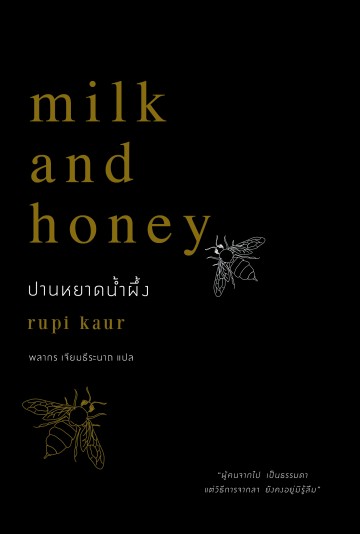 milk
and
honey
ปานหยาดน้ำผึ้ง
rupi kaur
พลากร เจียมธีระนาถ แปล
“ผู้คนจากไป เป็นธรรมดา
แต่วิธีการจากลา ยังคงอยู่มิรู้ลืม”